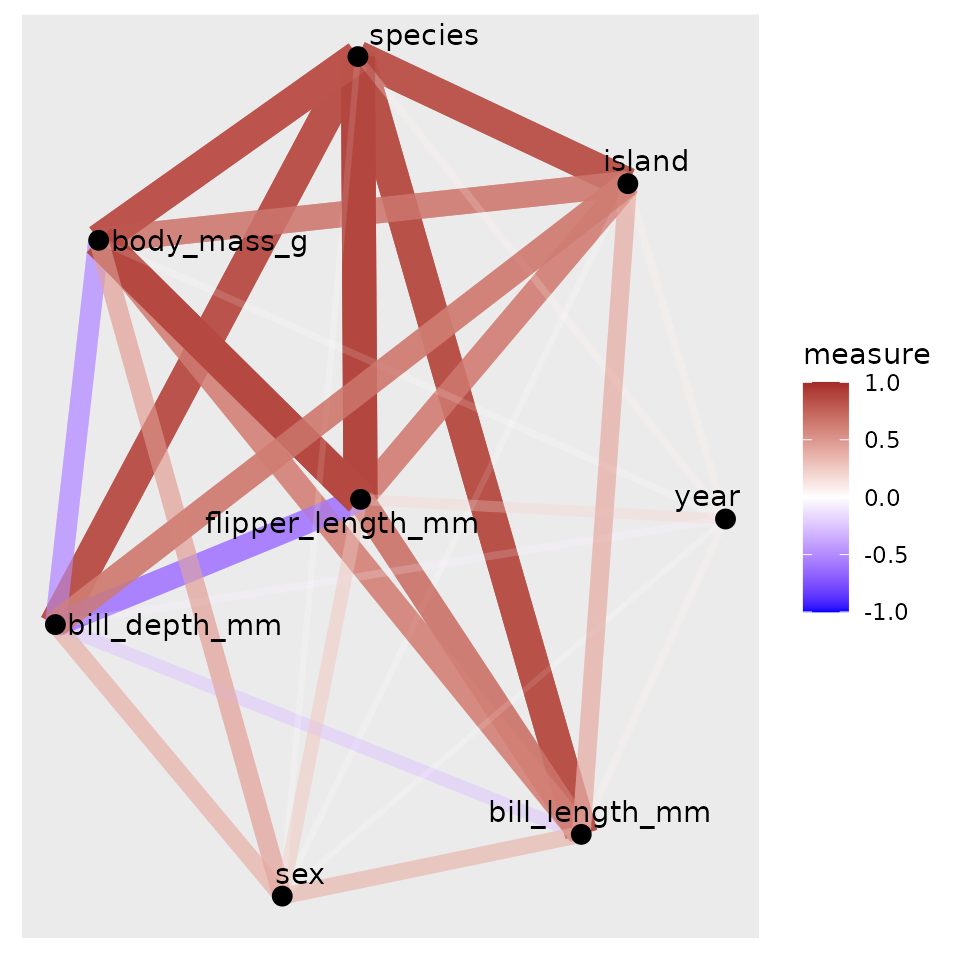 species
island
body_mass_g
measure
1.0
0.5
0.0
-0.5
-1.0
year
flipper_length_mm
bill_depth_mm
bill_length_mm
sex